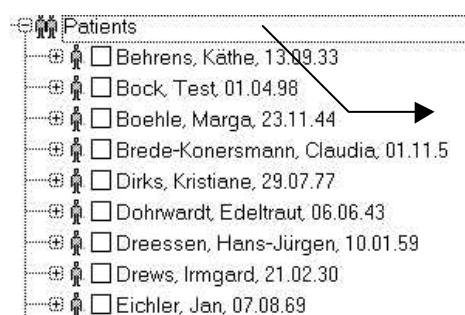 Patients
Behrens, Käthe, 13.09.33
Bock, Test, 01.04.98
Boehle, Marga, 23.11.44
Brede-Konersmann, Claudia, 01.11.5
Dirks, Kristiane, 29.07.77
Dohrwardt, Edeltraut, 06.06.43
Dreessen, Hans-Jürgen, 10.01.59
Drews, Irmgard, 21.02.30
Eichler, Jan, 07.08.69